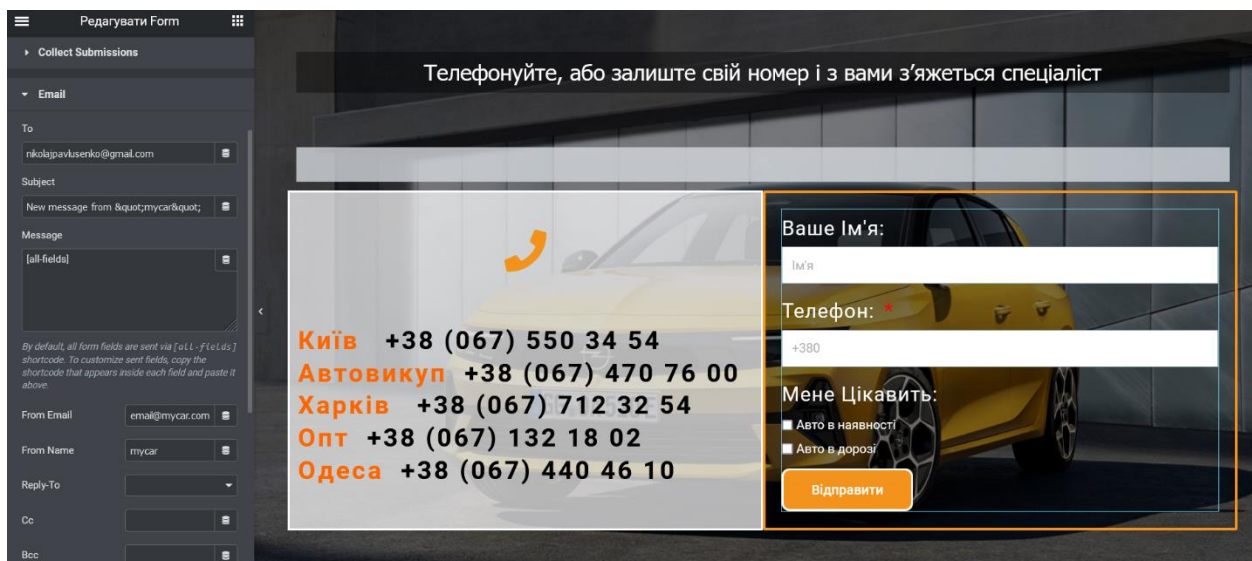 Редагувати Form
Collect Submissions
Email
To
nikolajpavlusenko@gmail.com
Subject
New message from &quot;mycar&quot;
Message
[all-fields]
By default, all form fields are sent via [all-fields]
shortcode. To customize sent fields, copy the
shortcode that appears inside each field and paste it
above.
From Email
email@mycar.com
From Name
mycar
Reply-To
Cc
Bcc
Телефонуйте, або залиште свій номер і з вами з’яжеться спеціаліст
Київ +38 (067) 550 34 54
Автовикуп +38 (067) 470 76 00
Харків +38 (067) 712 32 54
Опт +38 (067) 132 18 02
Одеса +38 (067) 440 46 10
Ваше Ім'я:
Ім'я
Телефон: *
+380
Мене Цікавить:
Авто в наявності
Авто в дорозі
Відправити